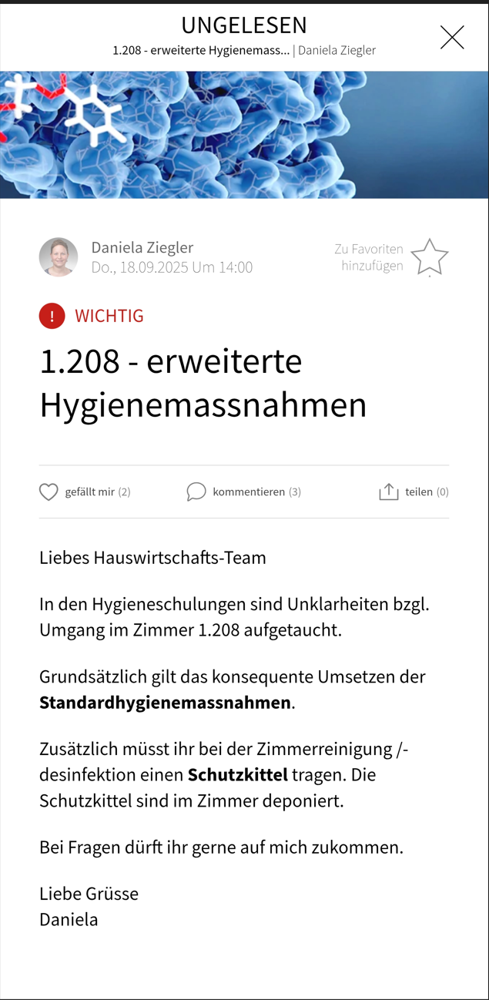 UNGELESEN
1.208 - erweiterte Hygienemass... | Daniela Ziegler
Daniela Ziegler
Do., 18.09.2025 Um 14:00
Zu Favoriten
hinzufügen
! WICHTIG
1.208 - erweiterte
Hygienemassnahmen
gefällt mir (2)
kommentieren (3)
teilen (0)
Liebes Hauswirtschafts-Team
In den Hygieneschulungen sind Unklarheiten bzgl.
Umgang im Zimmer 1.208 aufgetaucht.
Grundsätzlich gilt das konsequente Umsetzen der
Standardhygienemassnahmen.
Zusätzlich müsst ihr bei der Zimmerreinigung /-
desinfektion einen Schutzkittel tragen. Die
Schutzkittel sind im Zimmer deponiert.
Bei Fragen dürft ihr gerne auf mich zukommen.
Liebe Grüsse
Daniela